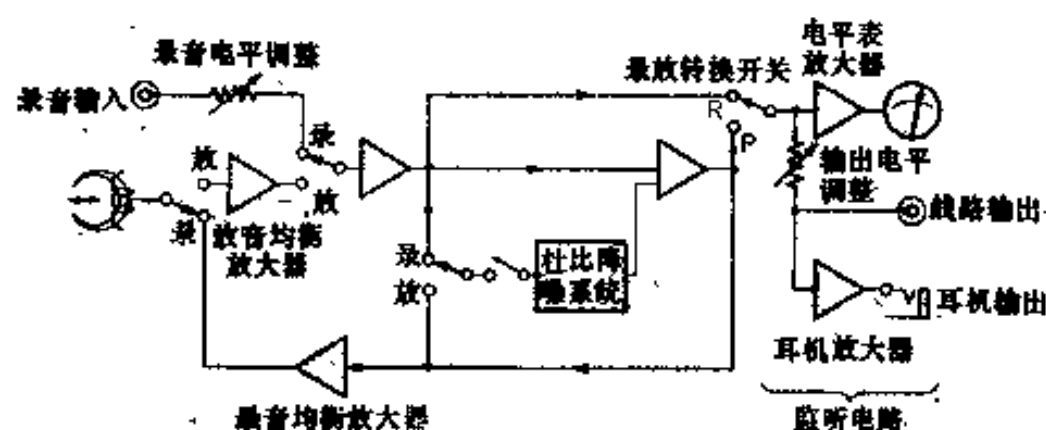 电平表
放大器
录音电平调整
录放转换开关
录音输入
R
录
P
放
输出电平
调整
放
线路输出
录
放音均衡
放大器
录
放
杜比降
噪系统
耳机输出
耳机放大器
录音均衡放大器
监听电路